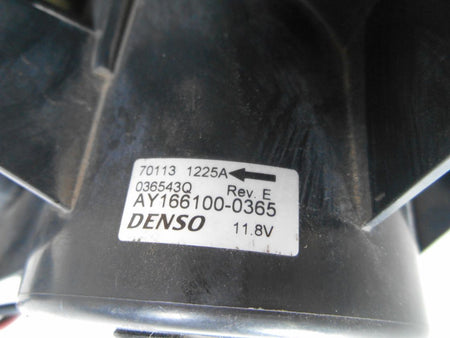 70113 1225A
036543Q Rev. E
AY166100-0365
DENSO 11.8V